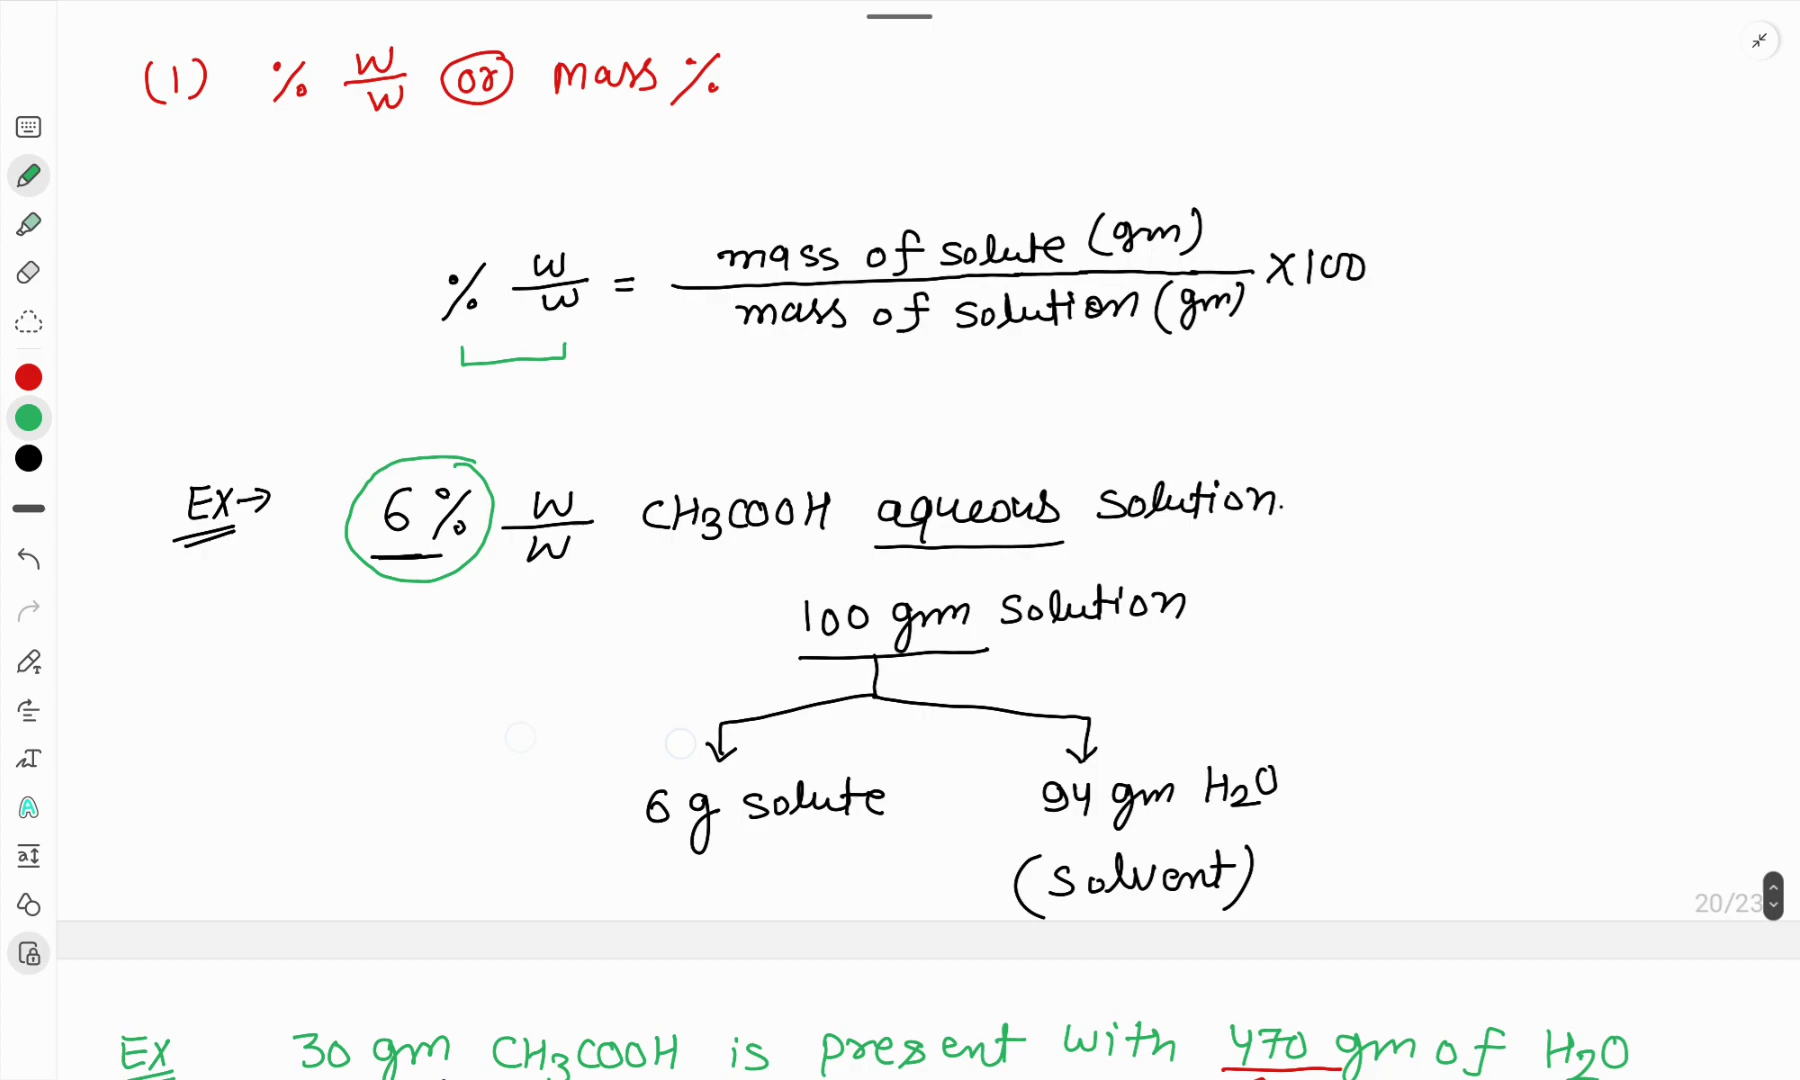 (1) % W/W or mass %
% W/W = mass of solute (gm) / mass of solution (gm) × 100
Ex→ 6% W/W CH3COOH aqueous solution.
100 gm solution
6 g solute 94 gm H2O
(solvent)
20/23
Ex 30 gm CH3COOH is present with 470 gm of H2O